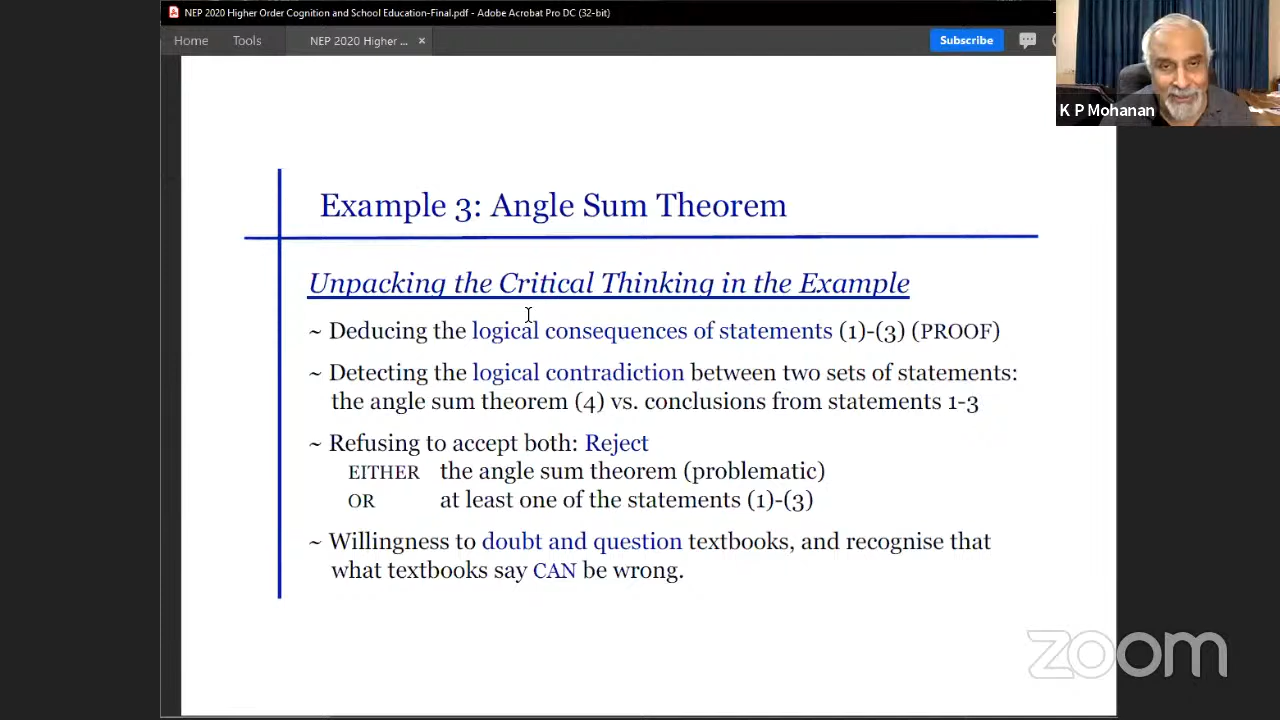 NEP 2020 Higher Order Cognition and School Education-Final.pdf - Adobe Acrobat Pro DC (32-bit)
Home Tools NEP 2020 Higher ... × Subscribe
K P Mohanan
Example 3: Angle Sum Theorem
Unpacking the Critical Thinking in the Example
~ Deducing the logical consequences of statements (1)-(3) (PROOF)
~ Detecting the logical contradiction between two sets of statements:
the angle sum theorem (4) vs. conclusions from statements 1-3
~ Refusing to accept both: Reject
EITHER the angle sum theorem (problematic)
OR at least one of the statements (1)-(3)
~ Willingness to doubt and question textbooks, and recognise that
what textbooks say CAN be wrong.
zoom